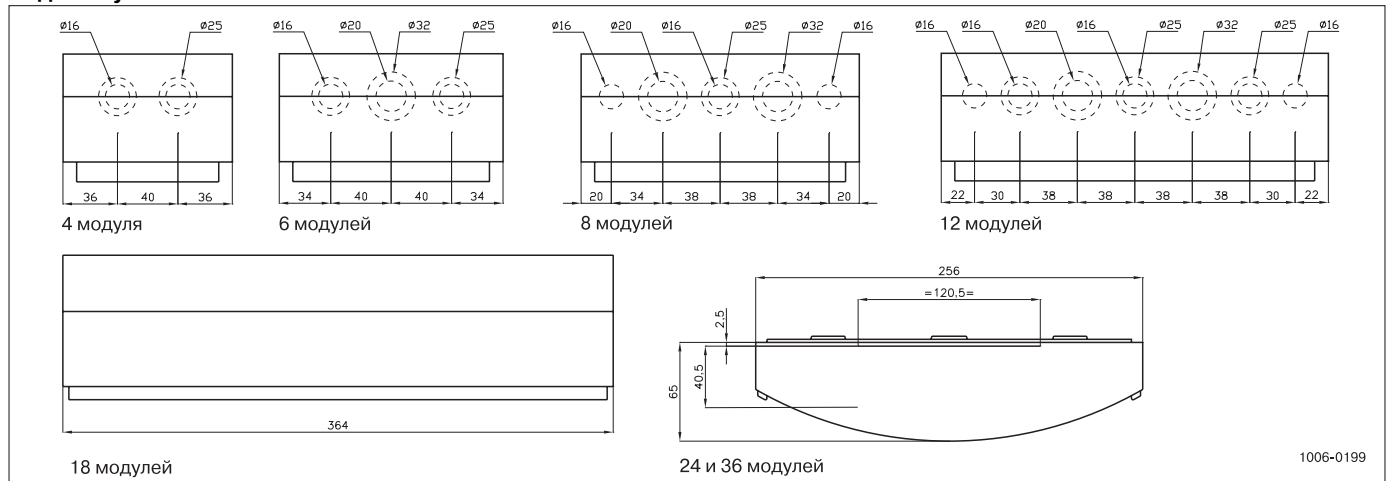 ø16 ø25
36 40 36
4 модуля
ø16 ø20 ø32 ø25
34 40 40 34
6 модулей
ø16 ø20 ø16 ø25 ø32 ø16
20 34 38 38 34 20
8 модулей
ø16 ø16 ø20 ø16 ø25 ø32 ø25 ø16
22 30 38 38 38 38 30 22
12 модулей
364
18 модулей
256
=120,5=
2,5
40,5
65
24 и 36 модулей
1006-0199